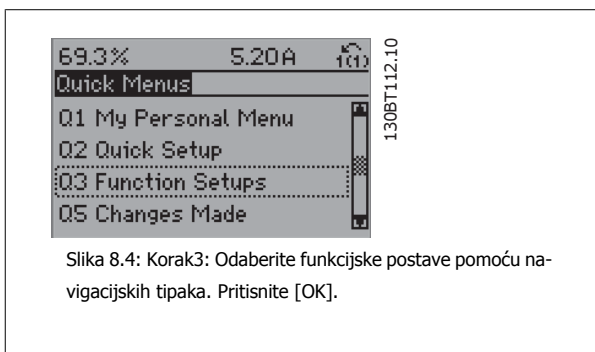 69.3% 5.20A 1(1)
Quick Menus
Q1 My Personal Menu
Q2 Quick Setup
Q3 Function Setups
Q5 Changes Made
130BT112.10
Slika 8.4: Korak3: Odaberite funkcijske postave pomoću na-
vigacijskih tipaka. Pritisnite [OK].